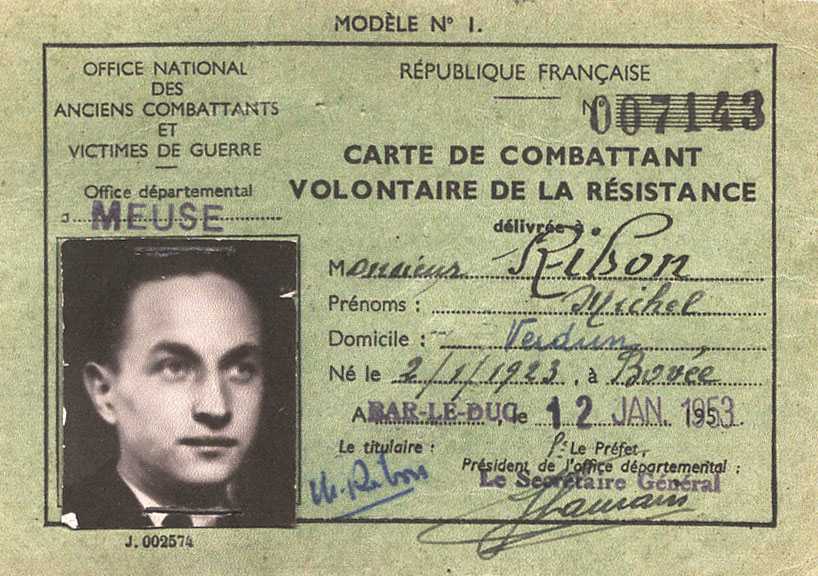 MODÈLE N° I.
OFFICE NATIONAL
DES
ANCIENS COMBATTANTS
ET
VICTIMES DE GUERRE
Office départemental
MEUSE
RÉPUBLIQUE FRANÇAISE
N° 007143
CARTE DE COMBATTANT
VOLONTAIRE DE LA RÉSISTANCE
délivrée à
Monsieur Ribon
Prénoms : Michel
Domicile : Verdun
Né le 2/1/1923, à Bovée
A BAR-LE-DUC, le 12 JAN. 1953
Le titulaire :
M. Ribon
P. Le Préfet,
Président de l'office départemental :
Le Secrétaire Général
J. 002574